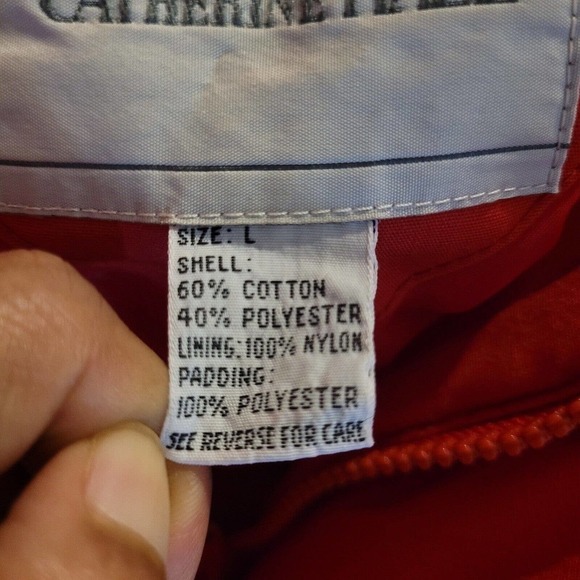 CATHERINE
SIZE: L
SHELL:
60% COTTON
40% POLYESTER
LINING:100% NYLON
PADDING:
100% POLYESTER
SEE REVERSE FOR CARE